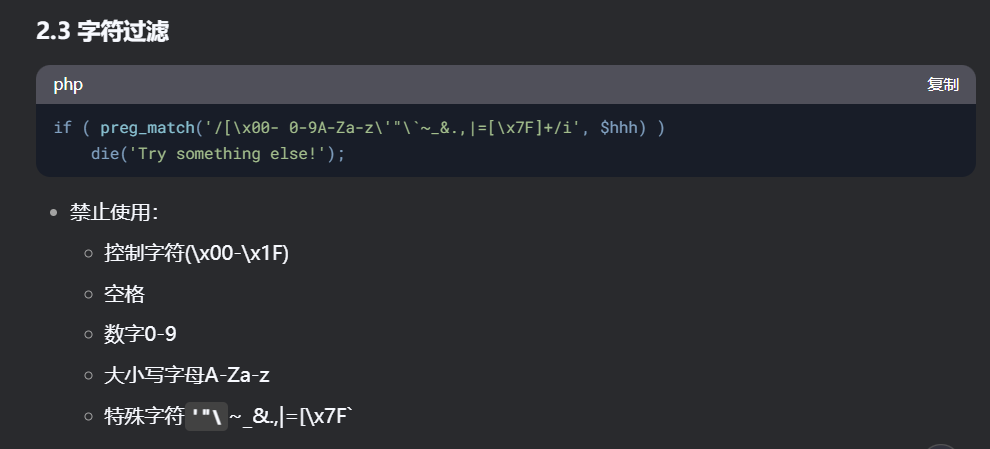 2.3 字符过滤
php 复制
if ( preg_match('/[\x00- 0-9A-Za-z\'"\`~_&.,|=[\x7F]+/i', $hhh) )
die('Try something else!');
禁止使用：
控制字符(\x00-\x1F)
空格
数字0-9
大小写字母A-Za-z
特殊字符'"\~_&.,|=[\x7F`